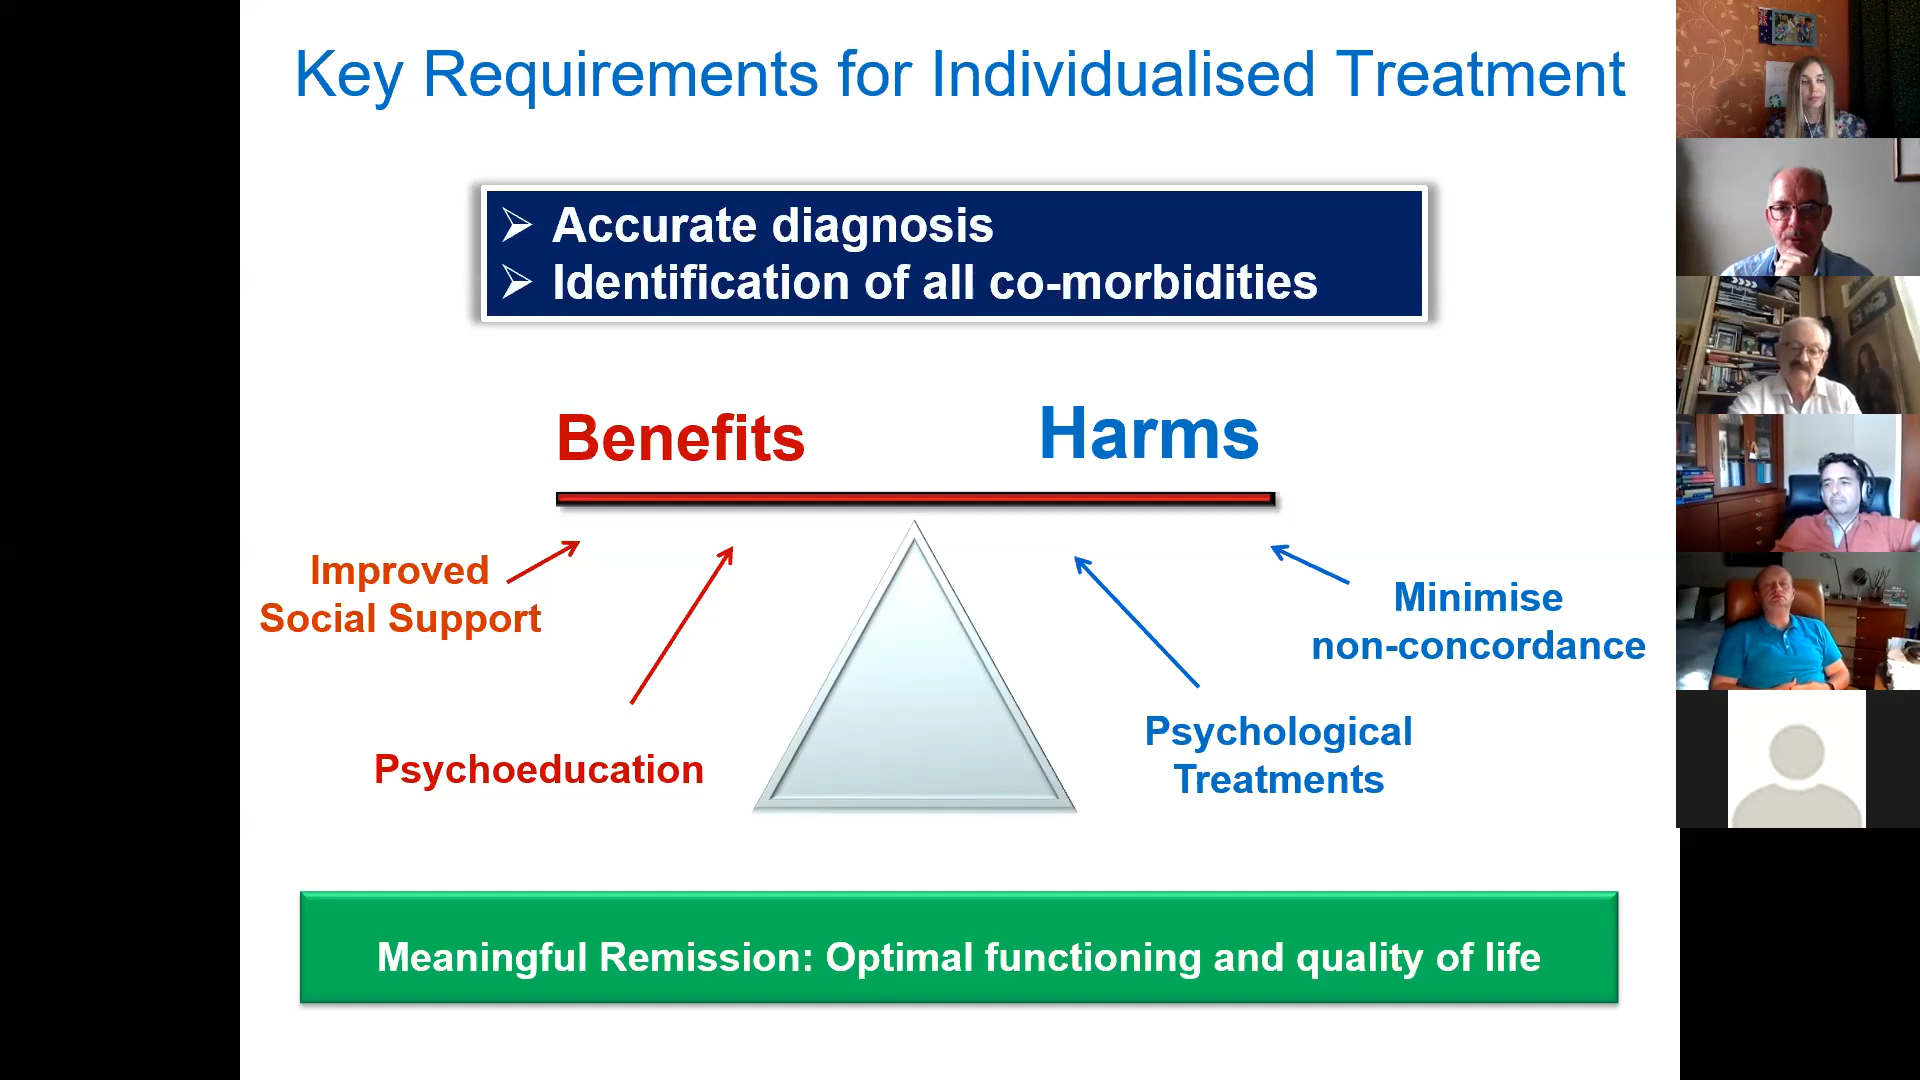 Key Requirements for Individualised Treatment
Accurate diagnosis
Identification of all co-morbidities
Benefits
Harms
Improved
Social Support
Psychoeducation
Minimise
non-concordance
Psychological
Treatments
Meaningful Remission: Optimal functioning and quality of life